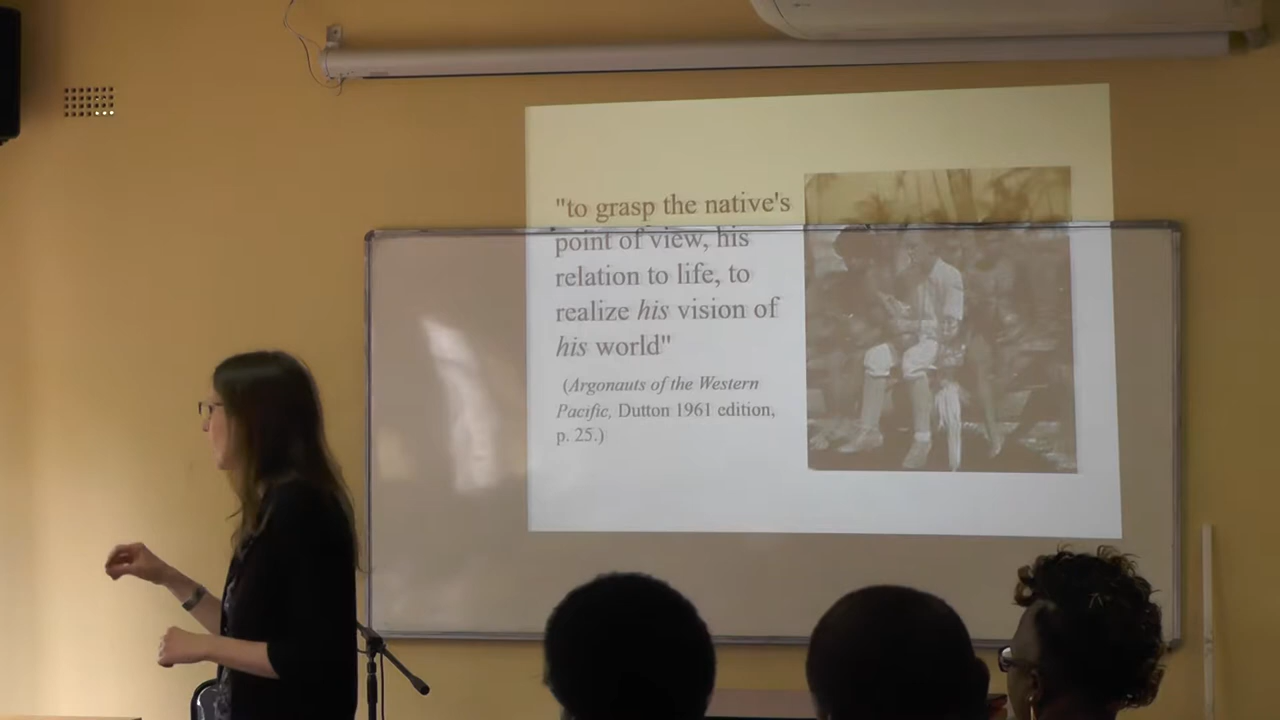 "to grasp the native's
point of view, his
relation to life, to
realize his vision of
his world"
(Argonauts of the Western
Pacific, Dutton 1961 edition,
p. 25.)